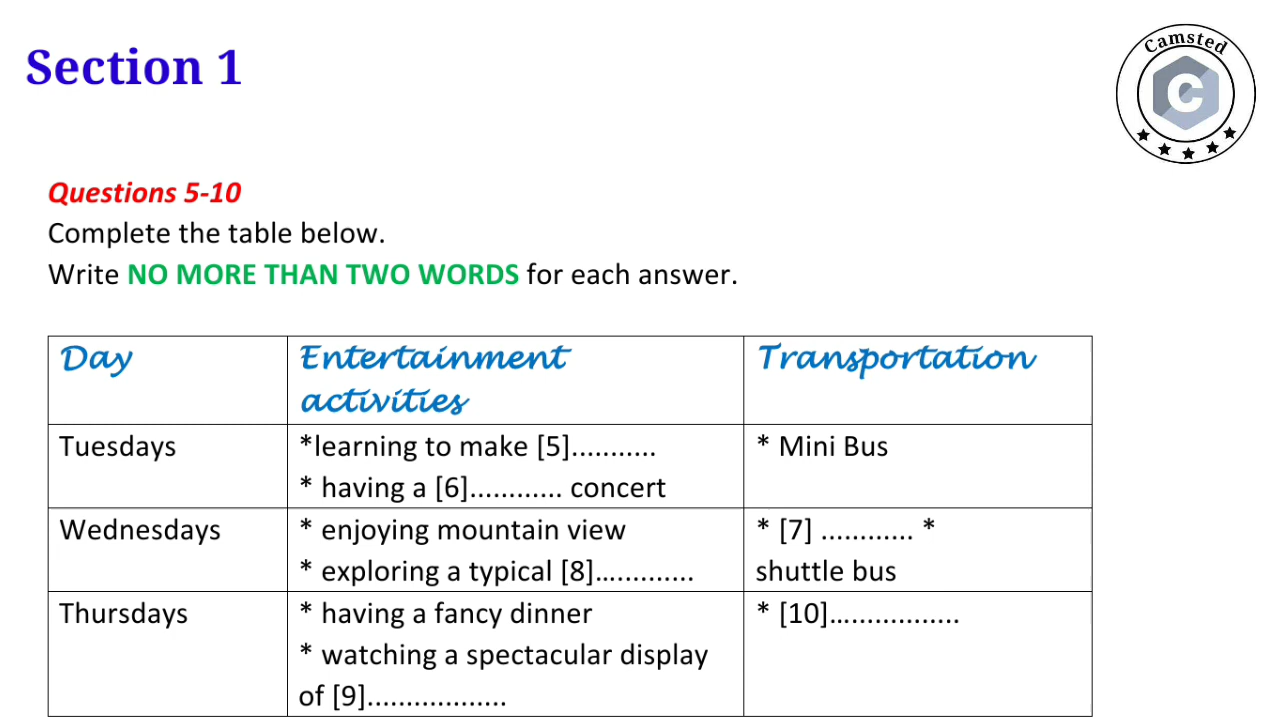 Section 1
Camsted
C
Questions 5-10
Complete the table below.
Write NO MORE THAN TWO WORDS for each answer.
Day
Entertainment
activities
Transportation
Tuesdays
*learning to make [5]...........
* having a [6]............ concert
* Mini Bus
Wednesdays
* enjoying mountain view
* exploring a typical [8]…..........
* [7] ............ *
shuttle bus
Thursdays
* having a fancy dinner
* watching a spectacular display
of [9]..................
* [10]…..............